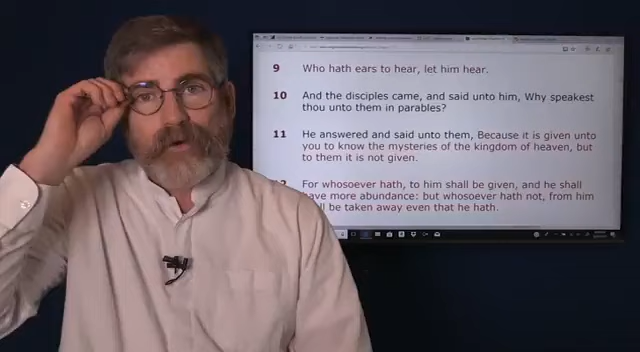 9 Who hath ears to hear, let him hear.
10 And the disciples came, and said unto him, Why speakest
thou unto them in parables?
11 He answered and said unto them, Because it is given unto
you to know the mysteries of the kingdom of heaven, but
to them it is not given.
For whosoever hath, to him shall be given, and he shall
have more abundance: but whosoever hath not, from him
be taken away even that he hath.